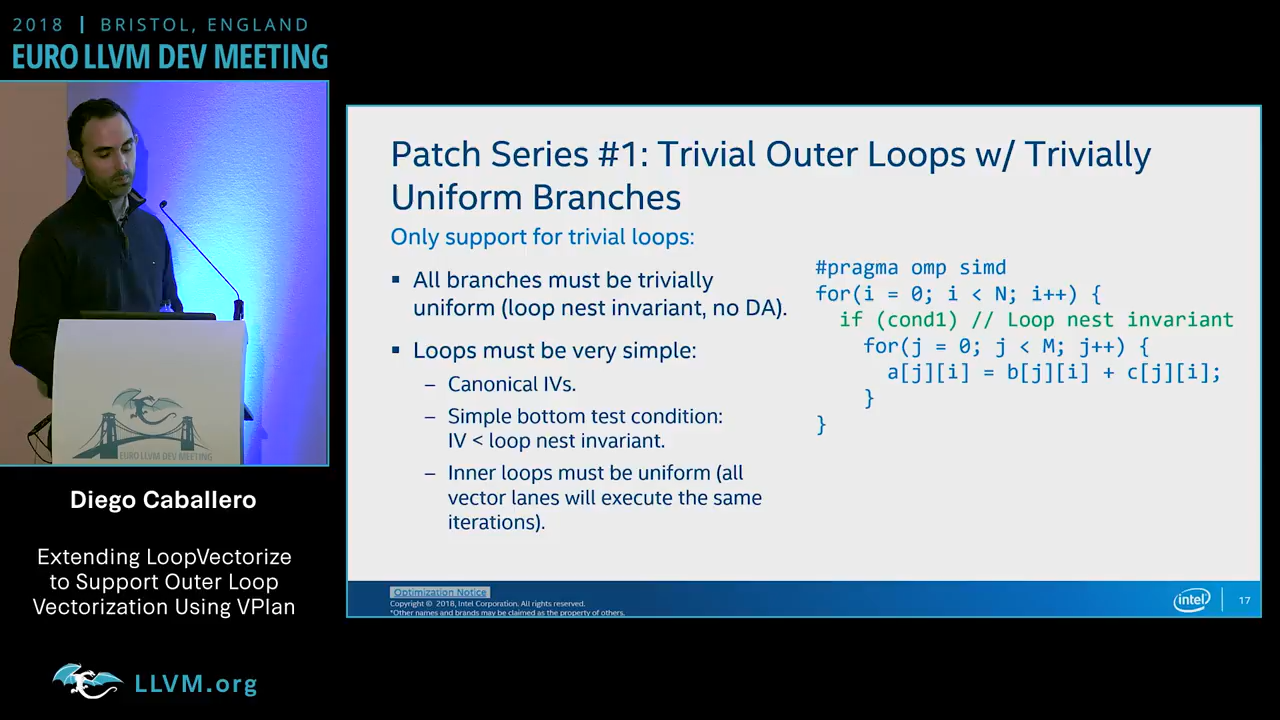 2018 | BRISTOL, ENGLAND
EURO LLVM DEV MEETING
EURO LLVM DEV MEETING
Diego Caballero
Extending LoopVectorize
to Support Outer Loop
Vectorization Using VPlan
LLVM.org
Patch Series #1: Trivial Outer Loops w/ Trivially
Uniform Branches
Only support for trivial loops:
▪ All branches must be trivially
uniform (loop nest invariant, no DA).
▪ Loops must be very simple:
– Canonical IVs.
– Simple bottom test condition:
IV < loop nest invariant.
– Inner loops must be uniform (all
vector lanes will execute the same
iterations).
#pragma omp simd
for(i = 0; i < N; i++) {
if (cond1) // Loop nest invariant
for(j = 0; j < M; j++) {
a[j][i] = b[j][i] + c[j][i];
}
}
Optimization Notice
Copyright © 2018, Intel Corporation. All rights reserved.
*Other names and brands may be claimed as the property of others.
intel
17